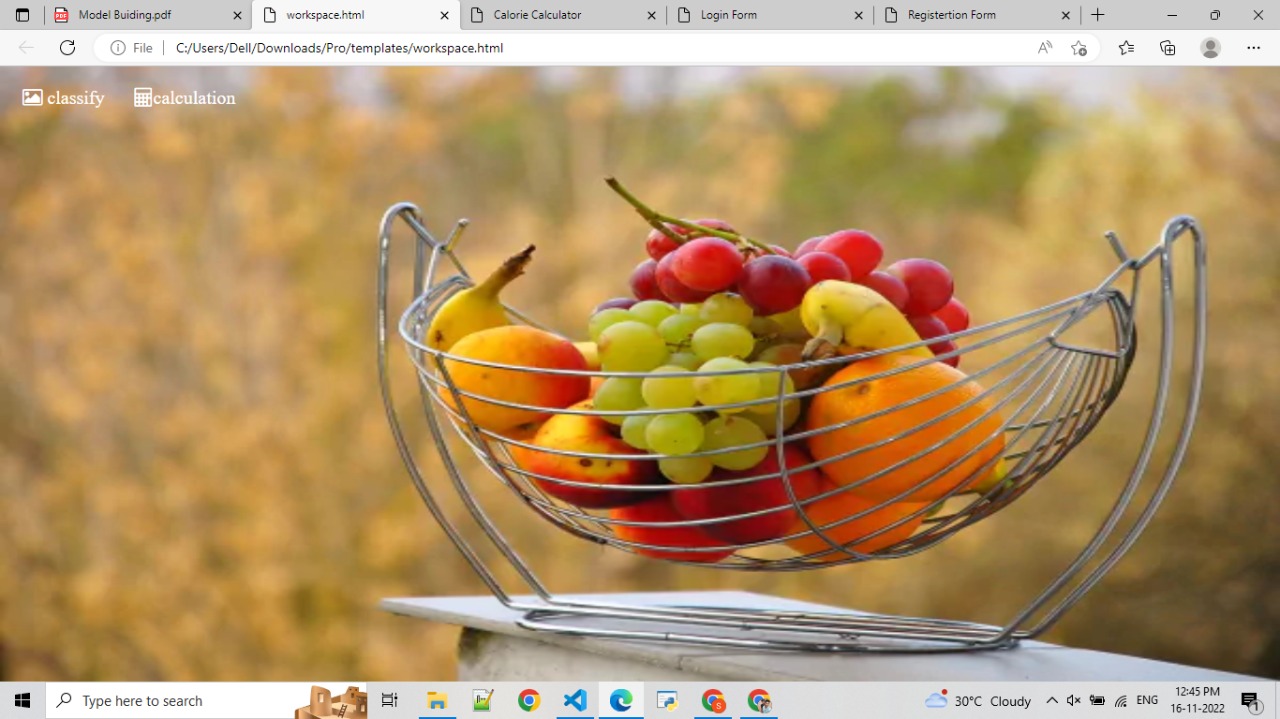 Model Buiding.pdf
workspace.html
Calorie Calculator
Login Form
Registertion Form
File
C:/Users/Dell/Downloads/Pro/templates/workspace.html
classify
calculation
Type here to search
30°C Cloudy
ENG
12:45 PM
16-11-2022
1